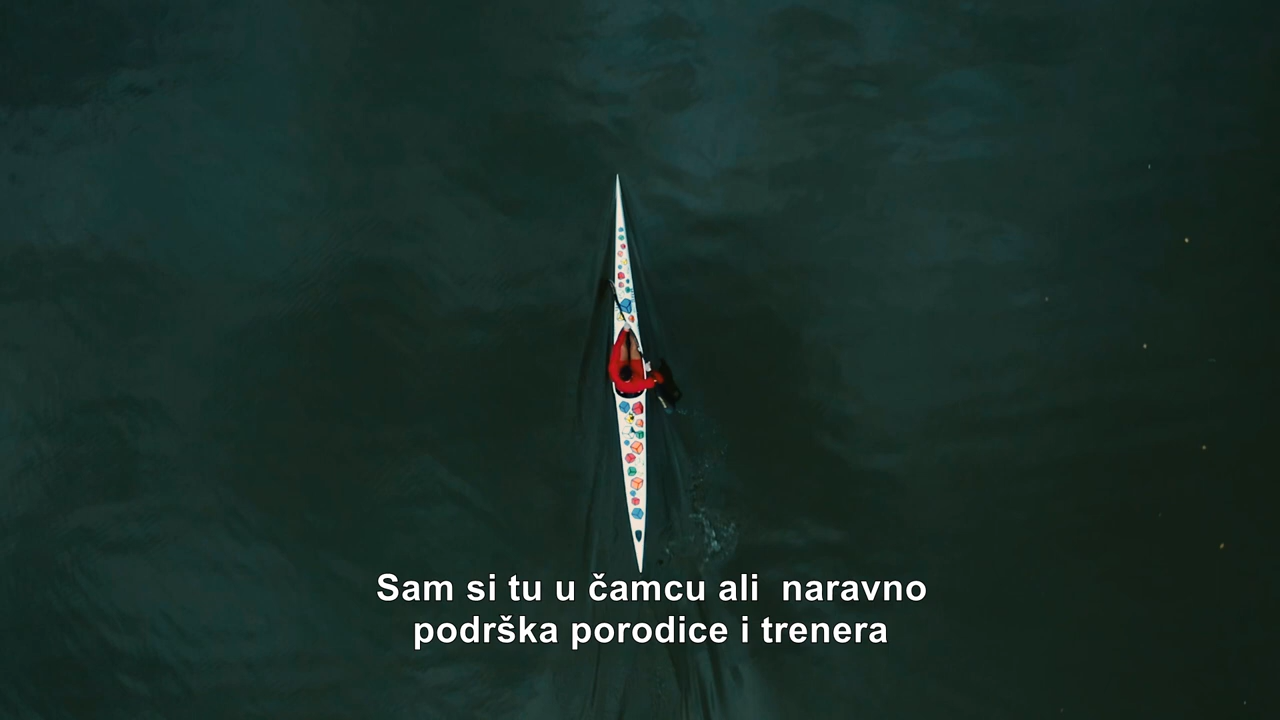 Sam si tu u čamcu ali  naravno
podrška porodice i trenera